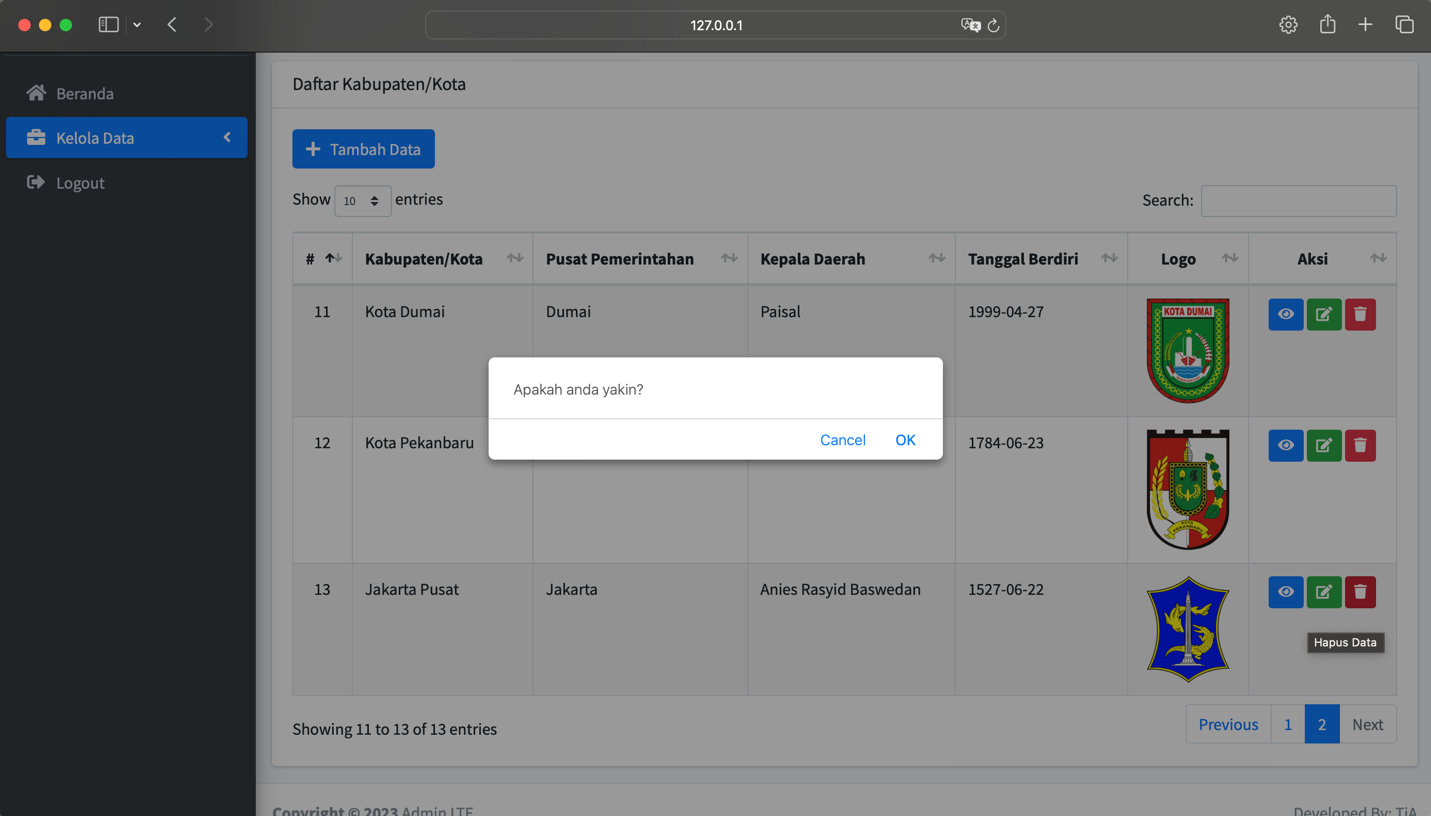 127.0.0.1
Beranda
Kelola Data
Logout
Daftar Kabupaten/Kota
Tambah Data
Show 10 entries
Search:
# Kabupaten/Kota Pusat Pemerintahan Kepala Daerah Tanggal Berdiri Logo Aksi
11 Kota Dumai Dumai Paisal 1999-04-27
KOTA DUMAI
Apakah anda yakin?
Cancel OK
12 Kota Pekanbaru 1784-06-23
13 Jakarta Pusat Jakarta Anies Rasyid Baswedan 1527-06-22
Hapus Data
Showing 11 to 13 of 13 entries
Previous 1 2 Next
Copyright © 2023 Admin LTE
Developed By: TiA